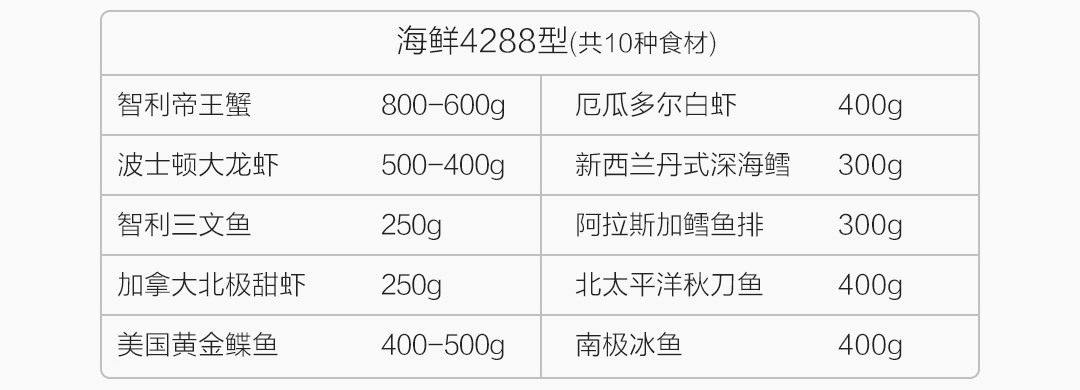 海鲜4288型(共10种食材)
智利帝王蟹 800-600g 厄瓜多尔白虾 400g
波士顿大龙虾 500-400g 新西兰丹式深海鳕 300g
智利三文鱼 250g 阿拉斯加鳕鱼排 300g
加拿大北极甜虾 250g 北太平洋秋刀鱼 400g
美国黄金鲽鱼 400-500g 南极冰鱼 400g